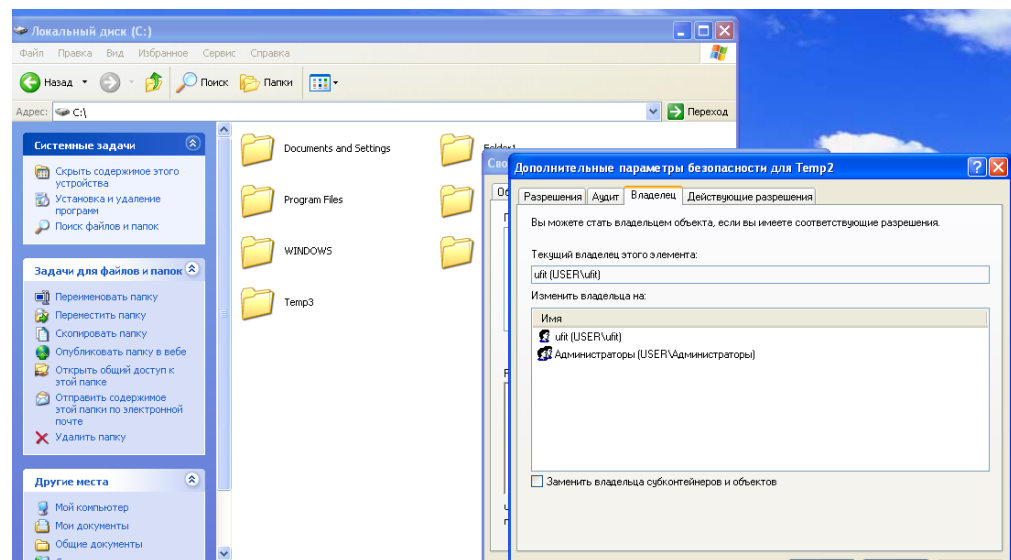 Локальный диск (C:)
Файл Правка Вид Избранное Сервис Справка
Назад Поиск Папки
Адрес: C:\ Переход
Системные задачи
Скрыть содержимое этого
устройства
Установка и удаление
программ
Поиск файлов и папок
Задачи для файлов и папок
Переименовать папку
Переместить папку
Скопировать папку
Опубликовать папку в вебе
Открыть общий доступ к
этой папке
Отправить содержимое
этой папки по электронной
почте
Удалить папку
Другие места
Мой компьютер
Мои документы
Общие документы
Documents and Settings
Program Files
WINDOWS
Temp3
Дополнительные параметры безопасности для Temp2
Разрешения Аудит Владелец Действующие разрешения
Вы можете стать владельцем объекта, если вы имеете соответствующие разрешения.
Текущий владелец этого элемента:
ufit (USER\ufit)
Изменить владельца на:
Имя
ufit (USER\ufit)
Администраторы (USER\Администраторы)
Заменить владельца субконтейнеров и объектов